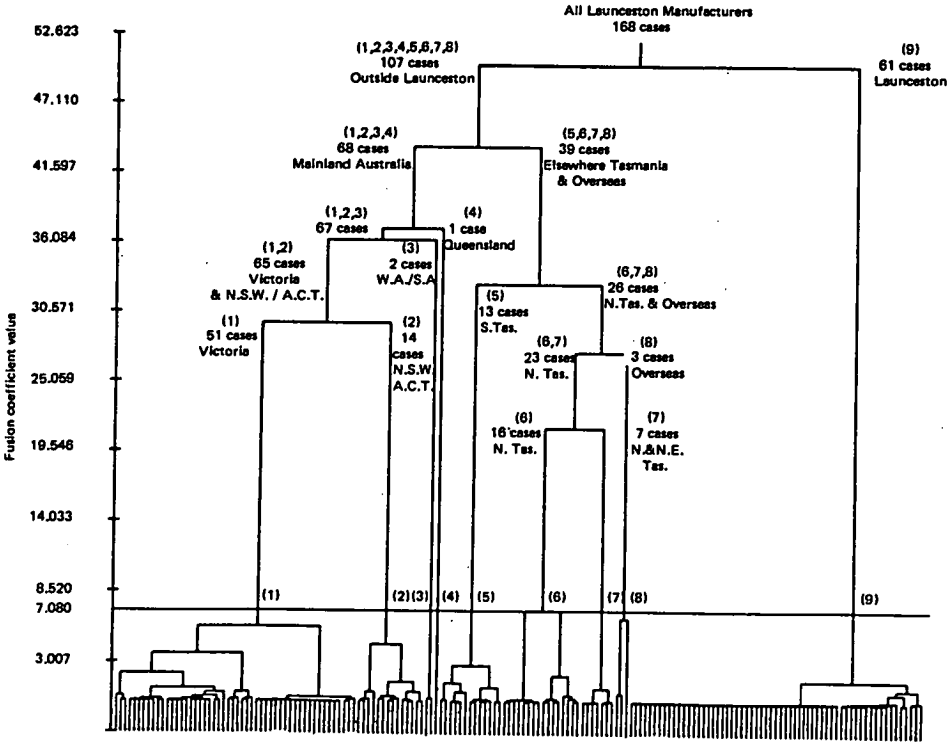 All Launceston Manufacturers
168 cases
52.623
(1,2,3,4,5,6,7,8)
107 cases
Outside Launceston
(9)
61 cases
Launceston
47.110
(1,2,3,4)
68 cases
Mainland Australia
(5,6,7,8)
39 cases
Elsewhere Tasmania
& Overseas
41.597
(1,2,3)
67 cases
(4)
1 case
Queensland
36.084
(1,2)
65 cases
Victoria
& N.S.W. / A.C.T.
(3)
2 cases
W.A./S.A
(6,7,8)
26 cases
N.Tas. & Overseas
30.571
(5)
13 cases
S.Tas.
(1)
51 cases
Victoria
(2)
14
cases
N.S.W.
A.C.T.
(6,7)
23 cases
N. Tas.
(8)
3 cases
Overseas
25.059
Fusion coefficient value
(6)
16 cases
N. Tas.
(7)
7 cases
N.&N.E.
Tas.
19.546
14.033
8.520
7.080
(1)
(2)
(3)
(4)
(5)
(6)
(7)
(8)
(9)
3.007